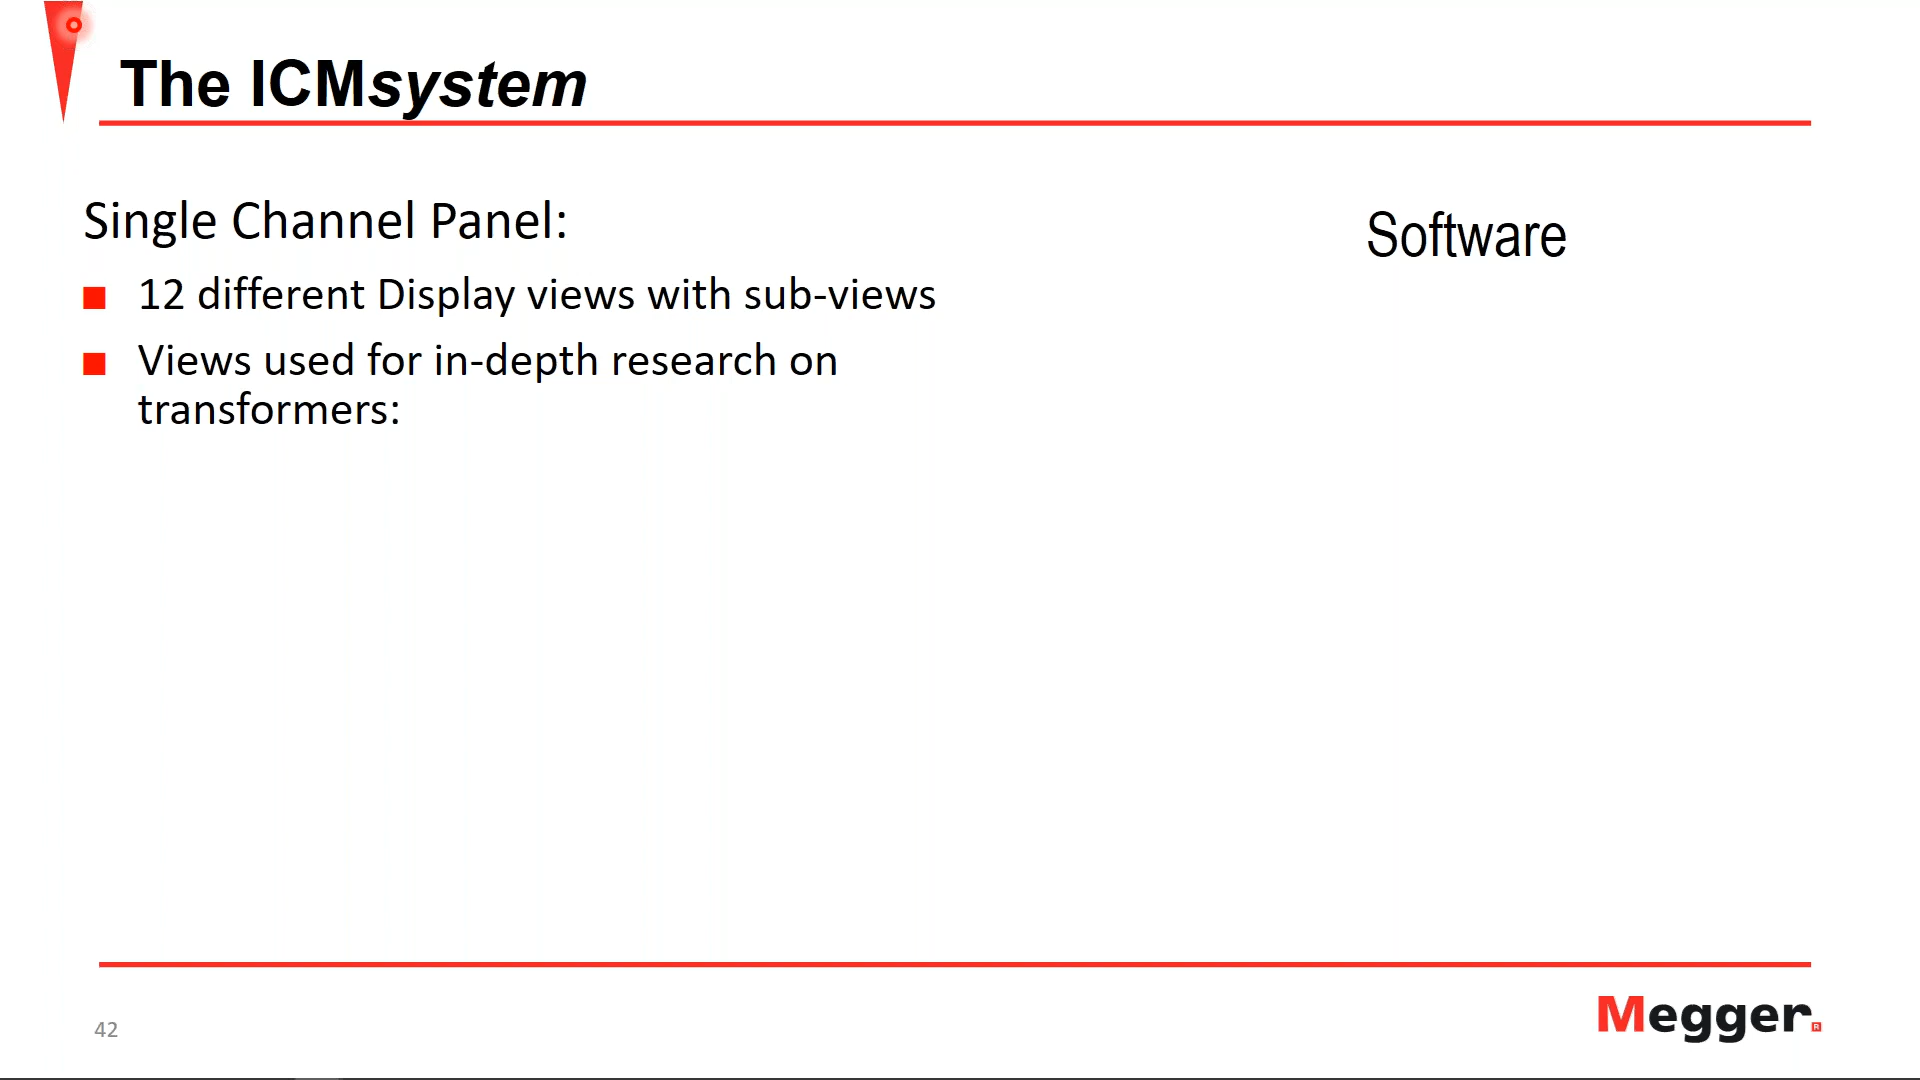 The ICMsystem
Single Channel Panel:
Software
12 different Display views with sub-views
Views used for in-depth research on
transformers:
42
Megger